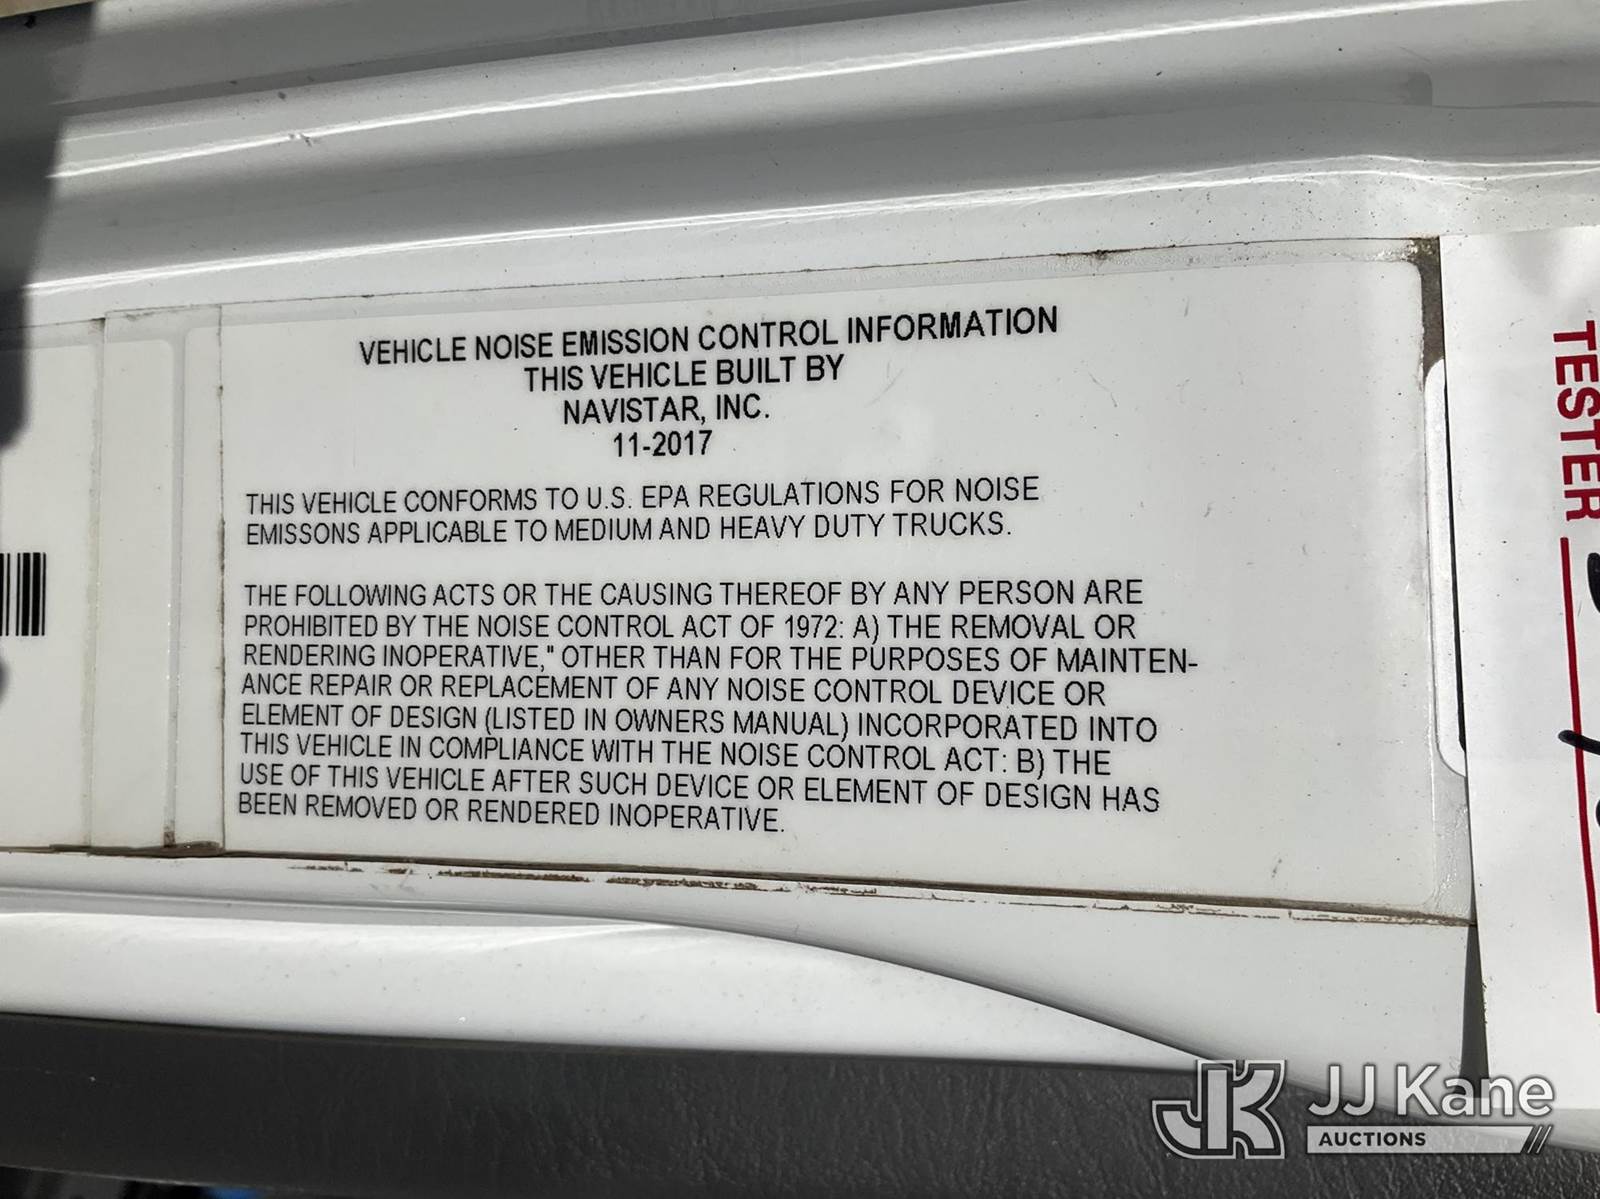 VEHICLE NOISE EMISSION CONTROL INFORMATION
THIS VEHICLE BUILT BY
NAVISTAR, INC.
11-2017
THIS VEHICLE CONFORMS TO U.S. EPA REGULATIONS FOR NOISE
EMISSONS APPLICABLE TO MEDIUM AND HEAVY DUTY TRUCKS.
THE FOLLOWING ACTS OR THE CAUSING THEREOF BY ANY PERSON ARE
PROHIBITED BY THE NOISE CONTROL ACT OF 1972: A) THE REMOVAL OR
RENDERING INOPERATIVE," OTHER THAN FOR THE PURPOSES OF MAINTEN-
ANCE REPAIR OR REPLACEMENT OF ANY NOISE CONTROL DEVICE OR
ELEMENT OF DESIGN (LISTED IN OWNERS MANUAL) INCORPORATED INTO
THIS VEHICLE IN COMPLIANCE WITH THE NOISE CONTROL ACT: B) THE
USE OF THIS VEHICLE AFTER SUCH DEVICE OR ELEMENT OF DESIGN HAS
BEEN REMOVED OR RENDERED INOPERATIVE.
TESTER
JK JJ Kane
AUCTIONS